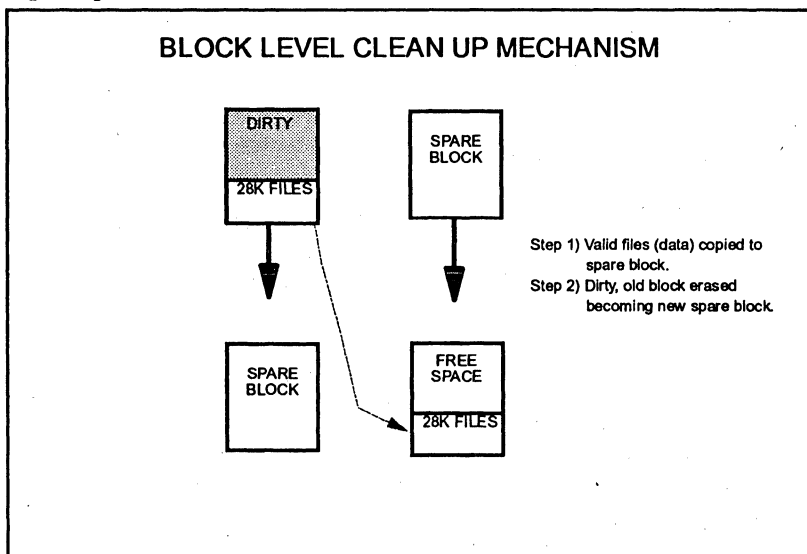 BLOCK LEVEL CLEAN UP MECHANISM
DIRTY
28K FILES
SPARE
BLOCK
Step 1) Valid files (data) copied to
spare block.
Step 2) Dirty, old block erased
becoming new spare block.
SPARE
BLOCK
FREE
SPACE
28K FILES